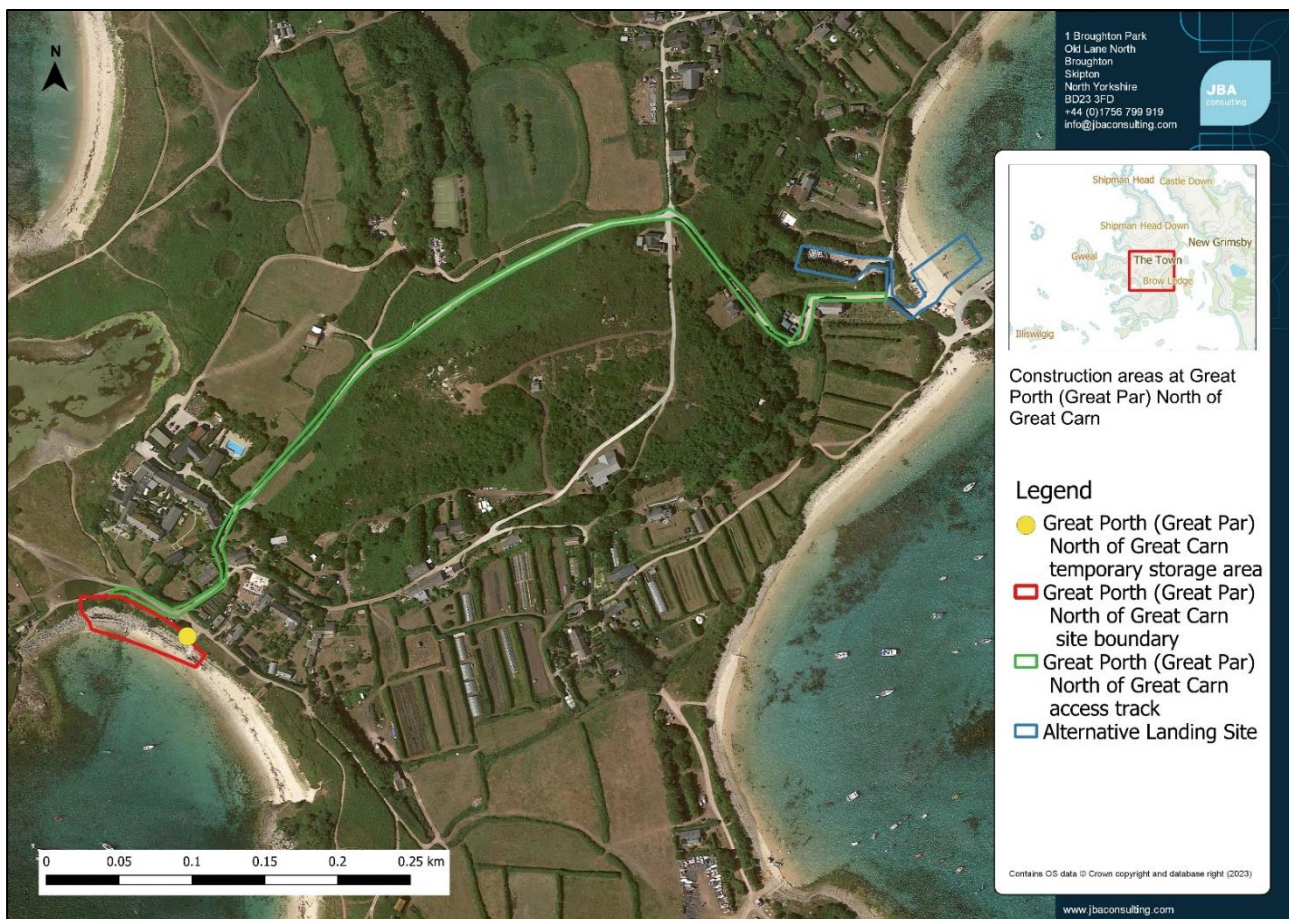 N
1 Broughton Park
Old Lane North
Broughton
Skipton
North Yorkshire
BD23 3FD
+44 (0)1756 799 919
info@jbaconsulting.com
JBA
consulting
Shipman Head
Castle Down
Shipman Head Down
New Grimsby
Gweal
The Town
Brow Ledge
Illiswilgig
Construction areas at Great
Porth (Great Par) North of
Great Carn
Legend
Great Porth (Great Par)
North of Great Carn
temporary storage area
Great Porth (Great Par)
North of Great Carn
site boundary
Great Porth (Great Par)
North of Great Carn
access track
Alternative Landing Site
0 0.05 0.1 0.15 0.2 0.25 km
Contains OS data © Crown copyright and database right (2023)
www.jbaconsulting.com